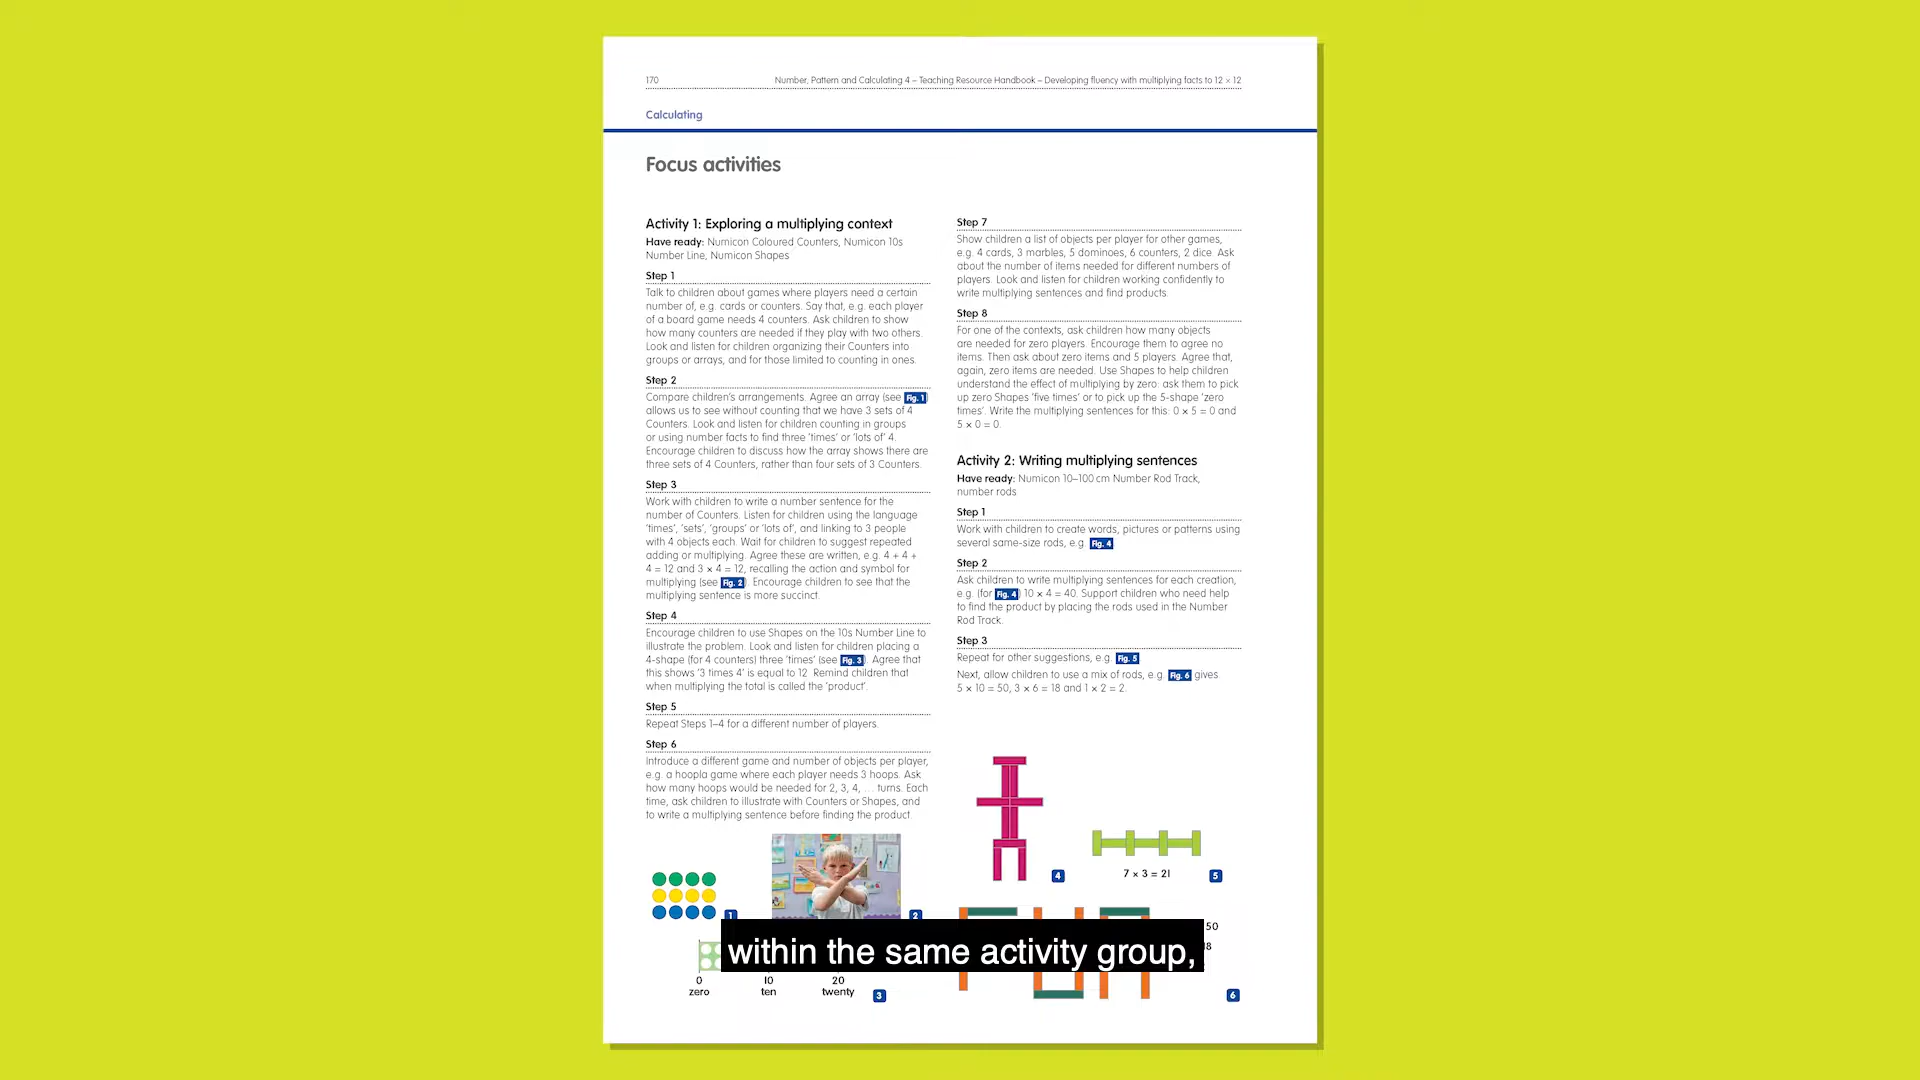 170
Number, Pattern and Calculating 4 – Teaching Resource Handbook – Developing fluency with multiplying facts to 12 × 12
Calculating
Focus activities
Activity 1: Exploring a multiplying context
Have ready: Numicon Coloured Counters, Numicon 10s
Number Line, Numicon Shapes
Step 1
Talk to children about games where players need a certain
number of, e.g. cards or counters. Say that, e.g. each player
of a board game needs 4 counters. Ask children to show
how many counters are needed if they play with two others.
Look and listen for children organizing their Counters into
groups or arrays, and for those limited to counting in ones.
Step 2
Compare children's arrangements. Agree an array (see Fig. 1)
allows us to see without counting that we have 3 sets of 4
Counters. Look and listen for children counting in groups
or using number facts to find three 'times' or 'lots of' 4.
Encourage children to discuss how the array shows there are
three sets of 4 Counters, rather than four sets of 3 Counters.
Step 3
Work with children to write a number sentence for the
number of Counters. Listen for children using the language
'times', 'sets', 'groups' or 'lots of', and linking to 3 people
with 4 objects each. Wait for children to suggest repeated
adding or multiplying. Agree these are written, e.g. 4 + 4 +
4 = 12 and 3 × 4 = 12, recalling the action and symbol for
multiplying (see Fig. 2). Encourage children to see that the
multiplying sentence is more succinct.
Step 4
Encourage children to use Shapes on the 10s Number Line to
illustrate the problem. Look and listen for children placing a
4-shape (for 4 counters) three 'times' (see Fig. 3). Agree that
this shows '3 times 4' is equal to 12. Remind children that
when multiplying the total is called the 'product'.
Step 5
Repeat Steps 1–4 for a different number of players.
Step 6
Introduce a different game and number of objects per player,
e.g. a hoopla game where each player needs 3 hoops. Ask
how many hoops would be needed for 2, 3, 4, … turns. Each
time, ask children to illustrate with Counters or Shapes, and
to write a multiplying sentence before finding the product.
Step 7
Show children a list of objects per player for other games,
e.g. 4 cards, 3 marbles, 5 dominoes, 6 counters, 2 dice. Ask
about the number of items needed for different numbers of
players. Look and listen for children working confidently to
write multiplying sentences and find products.
Step 8
For one of the contexts, ask children how many objects
are needed for zero players. Encourage them to agree no
items. Then ask about zero items and 5 players. Agree that,
again, zero items are needed. Use Shapes to help children
understand the effect of multiplying by zero: ask them to pick
up zero Shapes 'five times' or to pick up the 5-shape 'zero
times'. Write the multiplying sentences for this: 0 × 5 = 0 and
5 × 0 = 0.
Activity 2: Writing multiplying sentences
Have ready: Numicon 10–100 cm Number Rod Track,
number rods
Step 1
Work with children to create words, pictures or patterns using
several same-size rods, e.g. Fig. 4
Step 2
Ask children to write multiplying sentences for each creation,
e.g. (for Fig. 4) 10 × 4 = 40. Support children who need help
to find the product by placing the rods used in the Number
Rod Track.
Step 3
Repeat for other suggestions, e.g. Fig. 5
Next, allow children to use a mix of rods, e.g. Fig. 6 gives
5 × 10 = 50, 3 × 6 = 18 and 1 × 2 = 2.
1
2
0 10 20
zero ten twenty
3
4
7 × 3 = 21
5
50
18
6
within the same activity group,